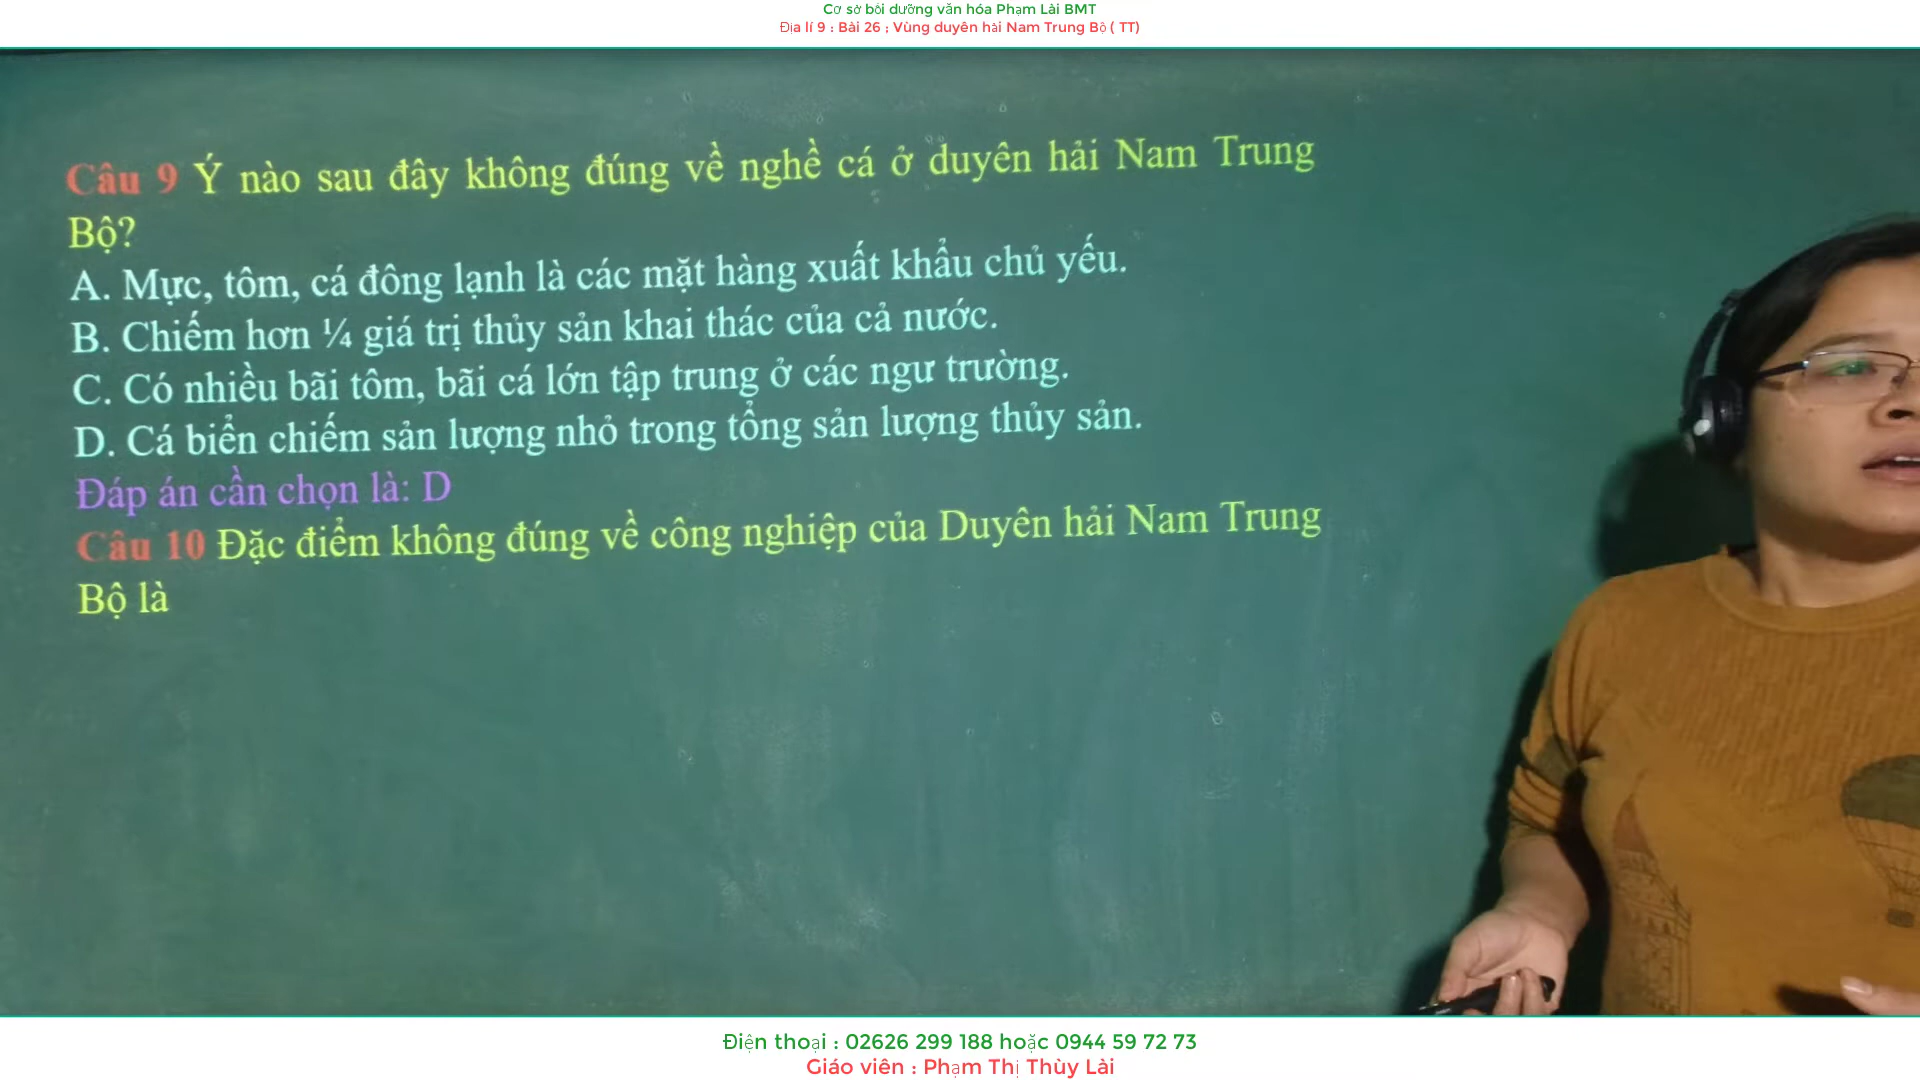 Cơ sở bồi dưỡng văn hóa Phạm Lài BMT
Địa lí 9 : Bài 26 ; Vùng duyên hải Nam Trung Bộ ( TT)
Câu 9 Ý nào sau đây không đúng về nghề cá ở duyên hải Nam Trung
Bộ?
A. Mực, tôm, cá đông lạnh là các mặt hàng xuất khẩu chủ yếu.
B. Chiếm hơn ¼ giá trị thủy sản khai thác của cả nước.
C. Có nhiều bãi tôm, bãi cá lớn tập trung ở các ngư trường.
D. Cá biển chiếm sản lượng nhỏ trong tổng sản lượng thủy sản.
Đáp án cần chọn là: D
Câu 10 Đặc điểm không đúng về công nghiệp của Duyên hải Nam Trung
Bộ là
Điện thoại : 02626 299 188 hoặc 0944 59 72 73
Giáo viên : Phạm Thị Thùy Lài